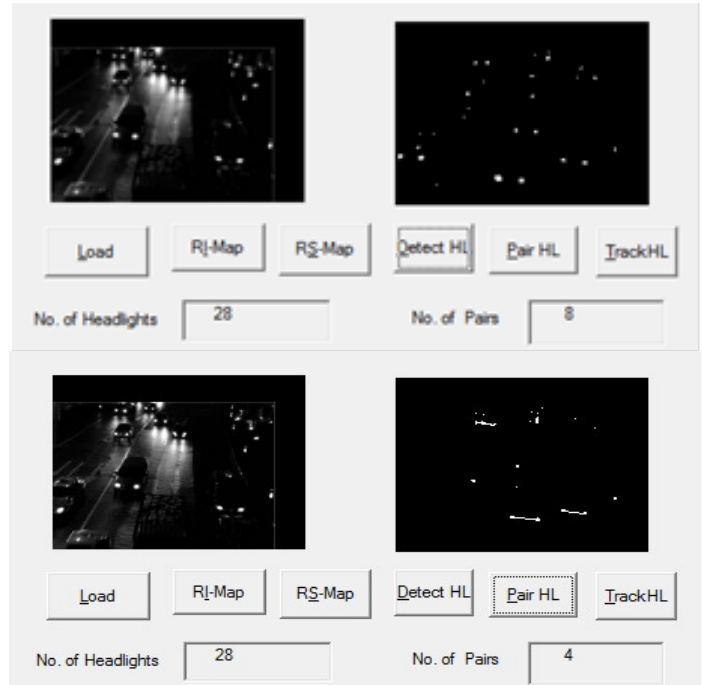 Load RI-Map RS-Map Detect HL Pair HL TrackHL
No. of Headlights 28 No. of Pairs 8
Load RI-Map RS-Map Detect HL Pair HL TrackHL
No. of Headlights 28 No. of Pairs 4